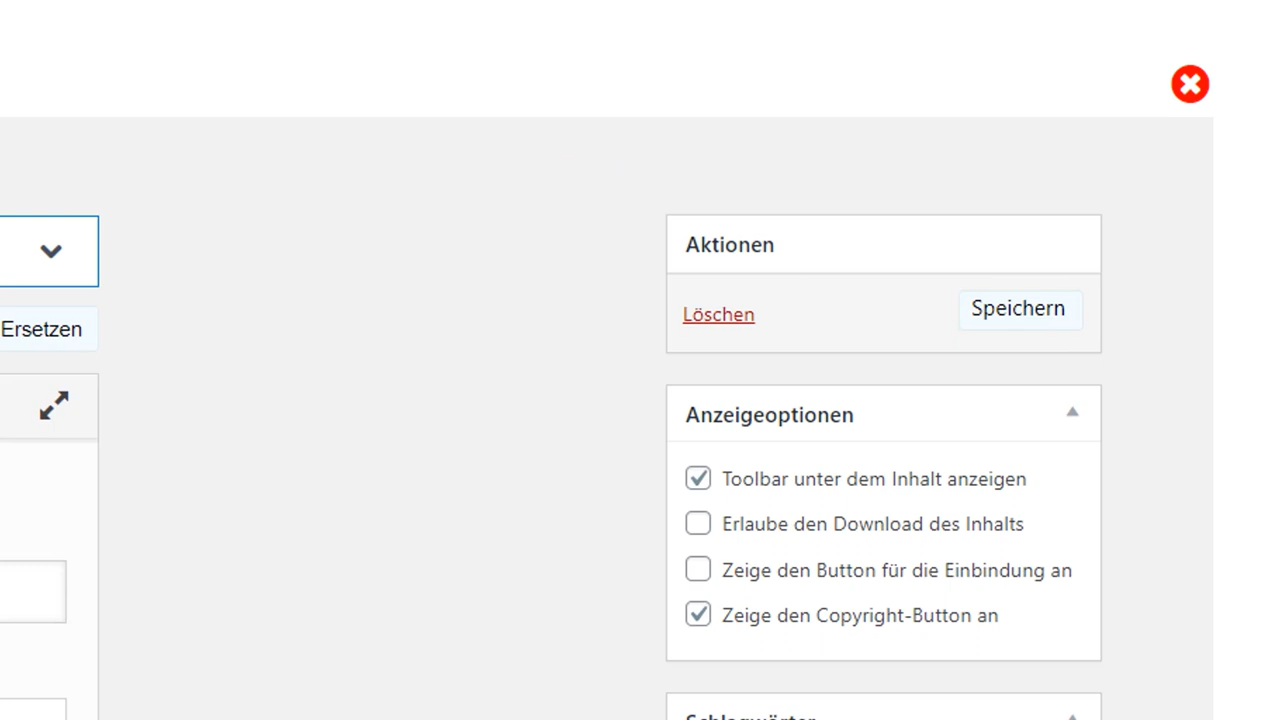 Aktionen
Löschen
Speichern
Ersetzen
Anzeigeoptionen
Toolbar unter dem Inhalt anzeigen
Erlaube den Download des Inhalts
Zeige den Button für die Einbindung an
Zeige den Copyright-Button an
Schlagwörter